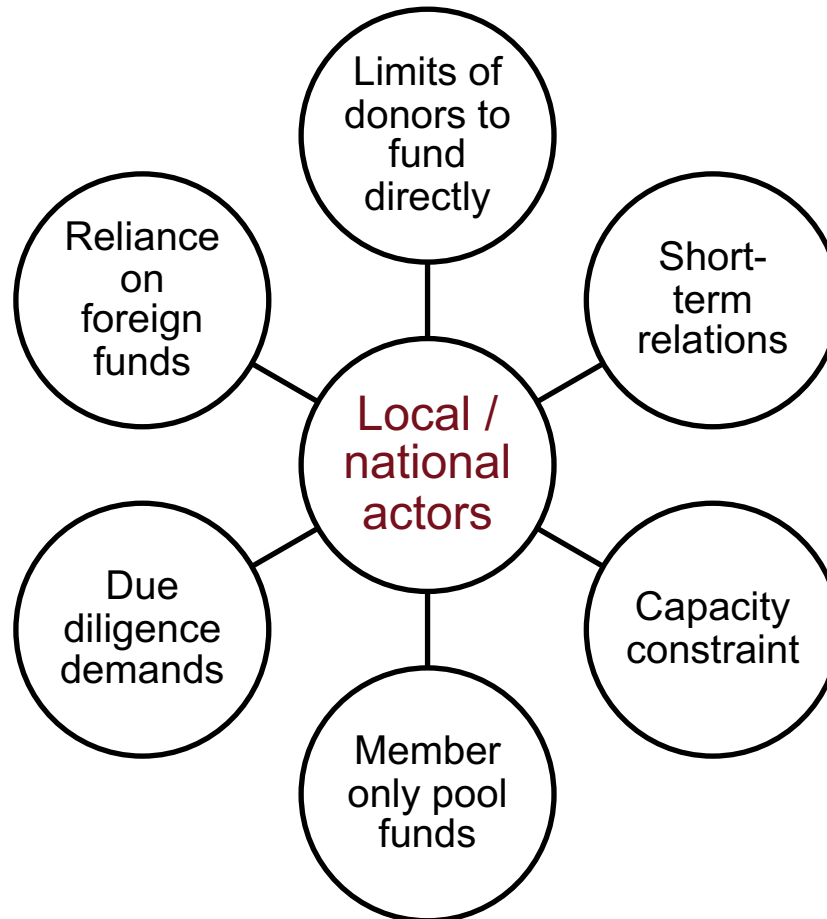 Limits of
donors to
fund
directly
Short-
term
relations
Capacity
constraint
Member
only pool
funds
Due
diligence
demands
Reliance
on
foreign
funds
Local /
national
actors